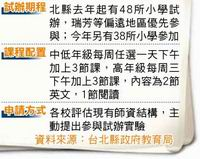 試辦期程
北縣去年起有48所小學試
辦，瑞芳等偏遠地區優先參
與；今年另有38所小學參加
課程配置
中低年級每周任選一天下午
加上3節課，高年級每周三
下午加上3節課，內容為2節
英文，1節閱讀
申請方式
各校評估現有師資結構，主
動提出參與試辦實驗
資料來源：台北縣政府教育局